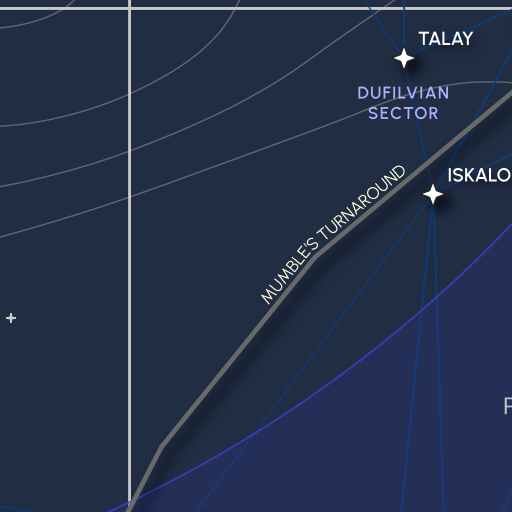 TALAY
DUFILVIAN
SECTOR
ISKALO
MUMBLE'S TURNAROUND